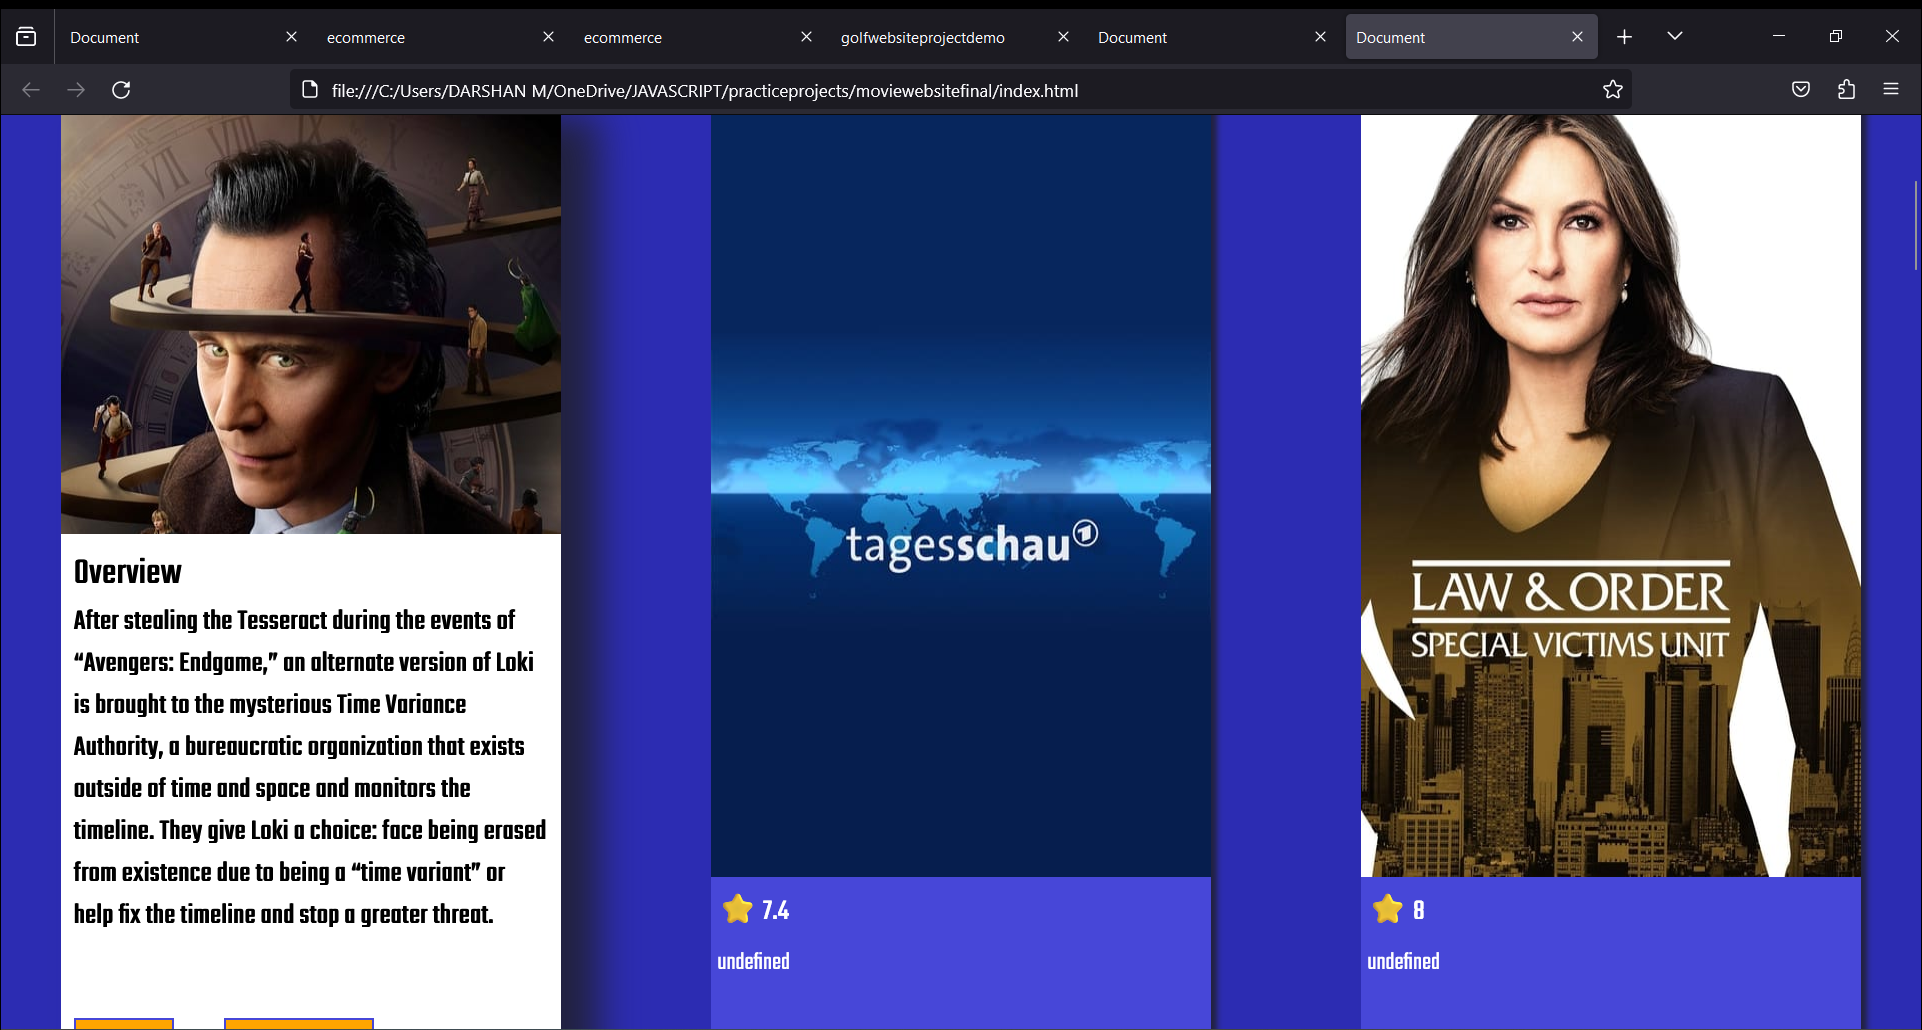 Document
ecommerce
ecommerce
golfwebsiteprojectdemo
Document
Document
file:///C:/Users/DARSHAN M/OneDrive/JAVASCRIPT/practiceprojects/moviewebsitefinal/index.html
Overview
After stealing the Tesseract during the events of
“Avengers: Endgame,” an alternate version of Loki
is brought to the mysterious Time Variance
Authority, a bureaucratic organization that exists
outside of time and space and monitors the
timeline. They give Loki a choice: face being erased
from existence due to being a “time variant” or
help fix the timeline and stop a greater threat.
tagesschau
7.4
undefined
LAW & ORDER
SPECIAL VICTIMS UNIT
8
undefined